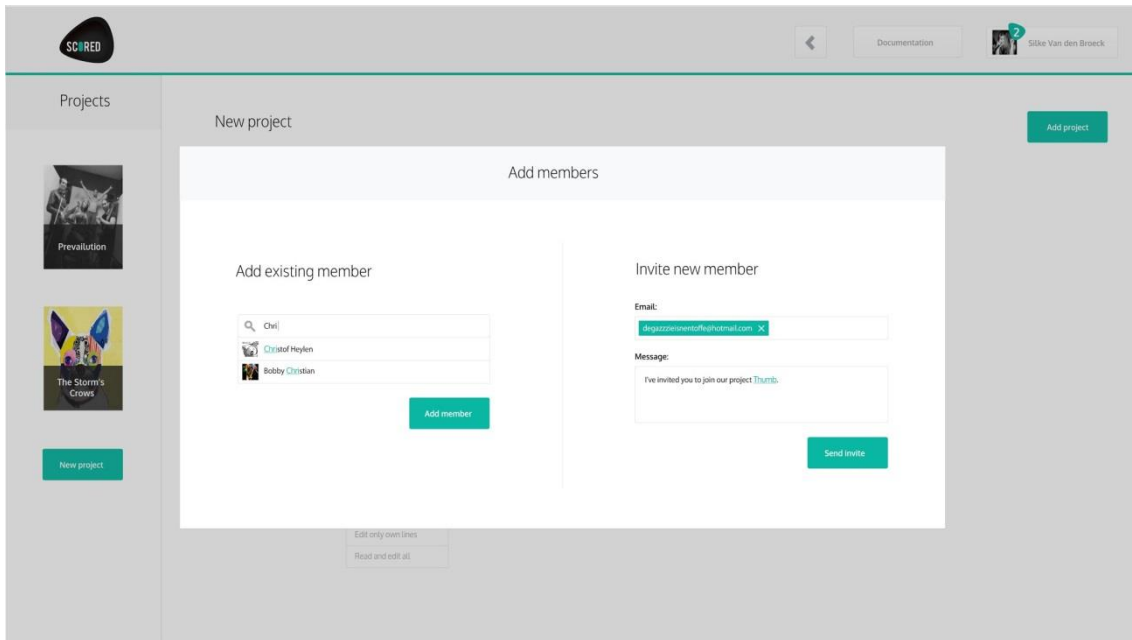 SCORED
Documentation
2
Silke Van den Broeck
Projects
New project
Add project
Prevailution
The Storm's
Crows
New project
Add members
Add existing member
Chri
Christof Heylen
Bobby Christian
Add member
Invite new member
Email:
degazzzieisnentoffe@hotmail.com
Message:
I've invited you to join our project Thumb.
Send invite
Edit only own lines
Read and edit all